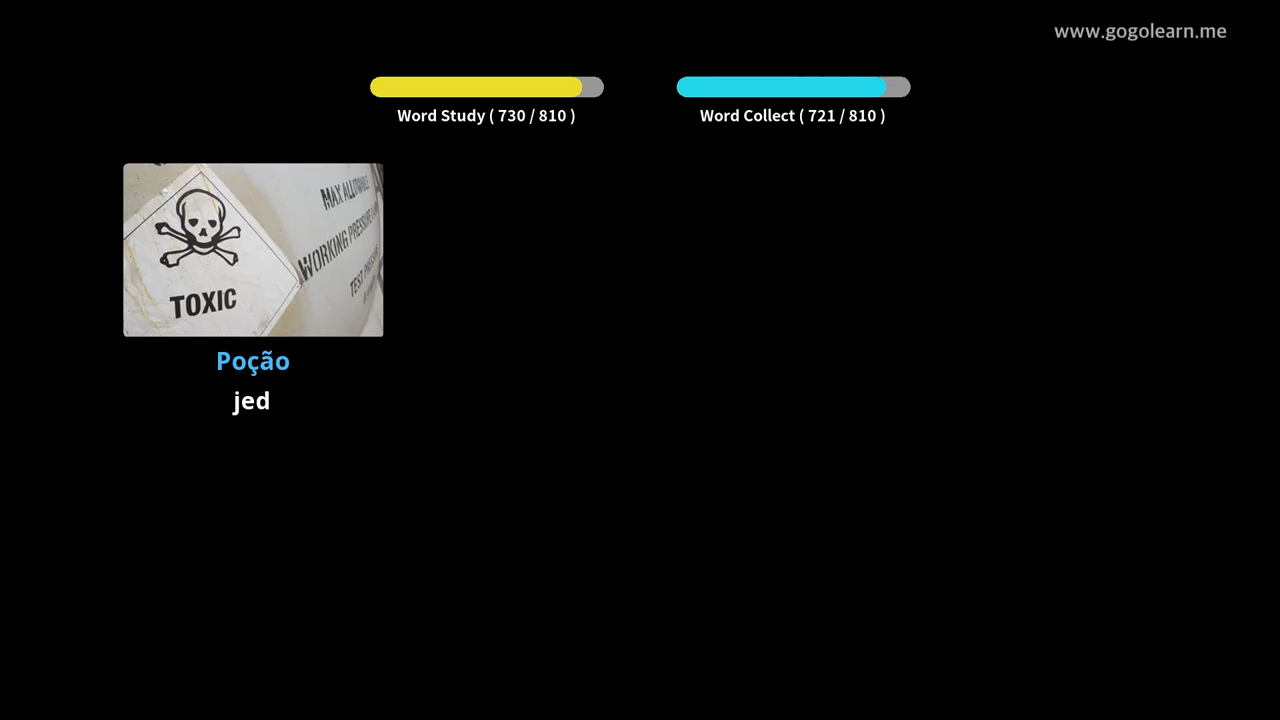 www.gogolearn.me
Word Study ( 730 / 810 )
Word Collect ( 721 / 810 )
MAX ALLOWABLE
WORKING PRESSURE
TEST PRESSURE
TOXIC
Poção
jed